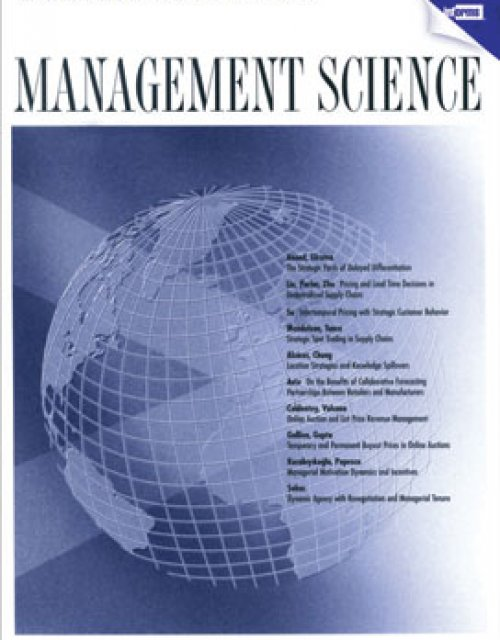 MANAGEMENT SCIENCE
Anand, Girotra
The Strategic Perils of Delayed Differentiation
Liu, Parlar, Zhu Pricing and Lead Time Decisions in
Decentralized Supply Chains
Su Intertemporal Pricing with Strategic Customer Behavior
Mendelson, Tunca
Strategic Spot Trading in Supply Chains
Alcácer, Chung
Location Strategies and Knowledge Spillovers
Aviv On the Benefits of Collaborative Forecasting
Partnerships Between Retailers and Manufacturers
Caldentey, Vulcano
Online Auction and List Price Revenue Management
Gallien, Gupta
Temporary and Permanent Buyout Prices in Online Auctions
Managerial Motivation Dynamics and Incentives
Dynamic Agency with Renegotiation and Managerial Tenure